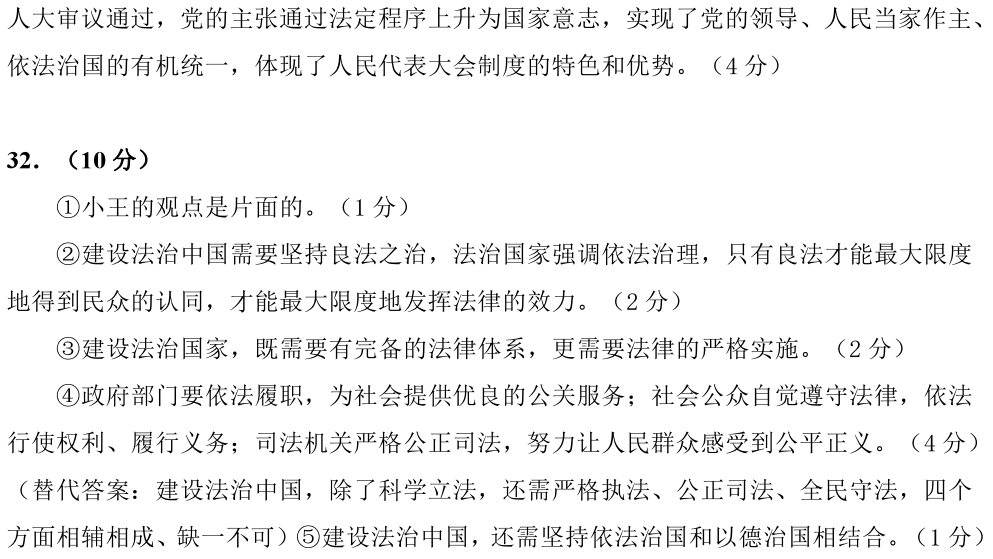 人大审议通过，党的主张通过法定程序上升为国家意志，实现了党的领导、人民当家作主、
依法治国的有机统一，体现了人民代表大会制度的特色和优势。（4 分）
32．（10 分）
①小王的观点是片面的。（1 分）
②建设法治中国需要坚持良法之治，法治国家强调依法治理，只有良法才能最大限度
地得到民众的认同，才能最大限度地发挥法律的效力。（2 分）
③建设法治国家，既需要有完备的法律体系，更需要法律的严格实施。（2 分）
④政府部门要依法履职，为社会提供优良的公关服务；社会公众自觉遵守法律，依法
行使权利、履行义务；司法机关严格公正司法，努力让人民群众感受到公平正义。（4 分）
（替代答案：建设法治中国，除了科学立法，还需严格执法、公正司法、全民守法，四个
方面相辅相成、缺一不可）⑤建设法治中国，还需坚持依法治国和以德治国相结合。（1 分）